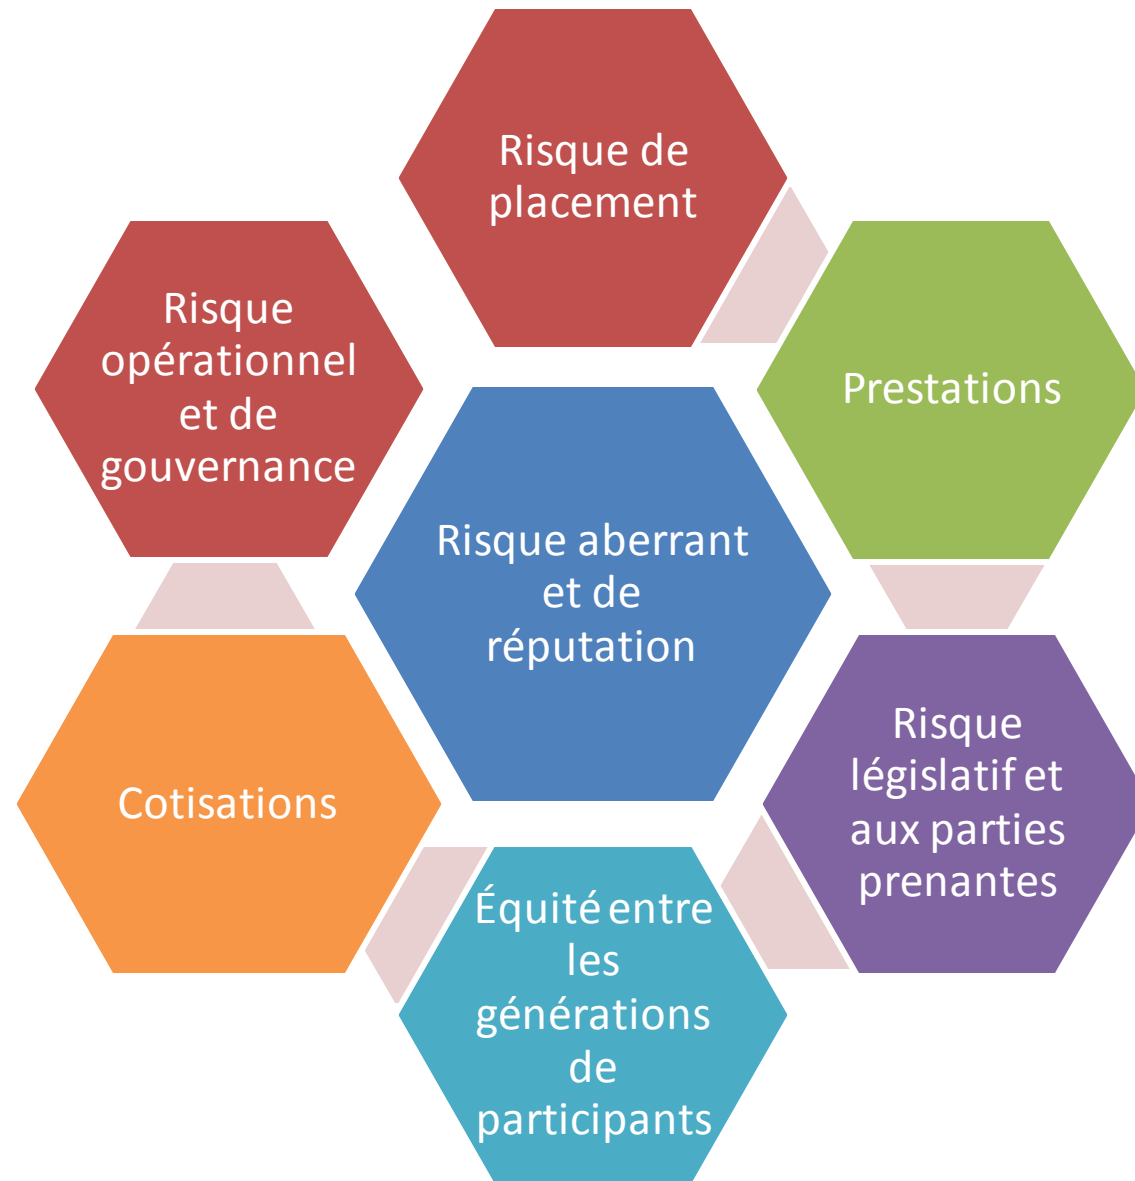 Risque de
placement
Risque
opérationnel
et de
gouvernance
Prestations
Risque aberrant
et de
réputation
Risque
législatif et
aux parties
prenantes
Cotisations
Équité entre
les
générations
de
participants